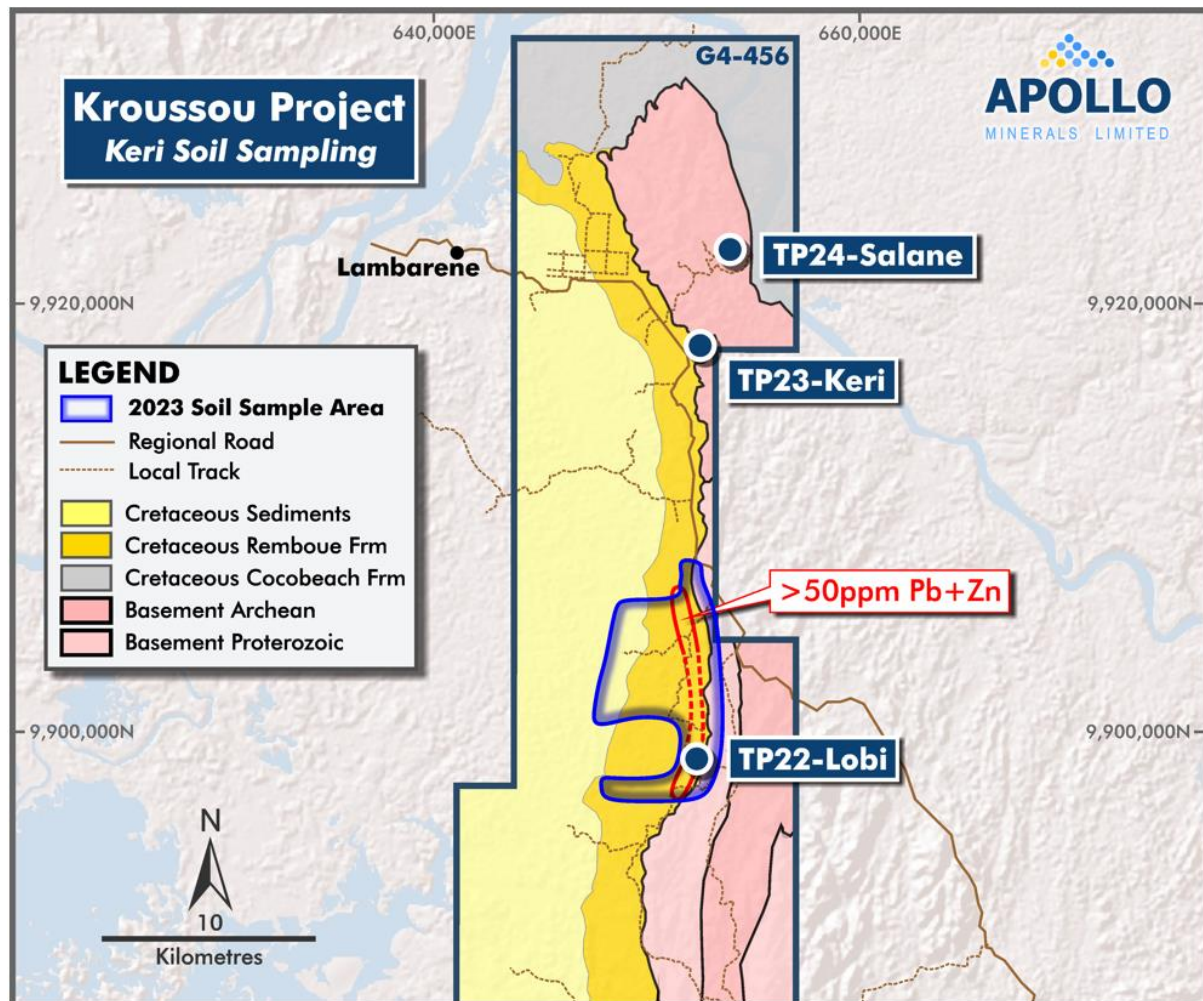 640,000E
660,000E
G4-456
Kroussou Project
Keri Soil Sampling
APOLLO
MINERALS LIMITED
TP24-Salane
Lambarene
9,920,000N
9,920,000N
TP23-Keri
LEGEND
2023 Soil Sample Area
Regional Road
Local Track
Cretaceous Sediments
Cretaceous Remboue Frm
Cretaceous Cocobeach Frm
Basement Archean
Basement Proterozoic
>50ppm Pb+Zn
9,900,000N
9,900,000N
TP22-Lobi
N
10
Kilometres